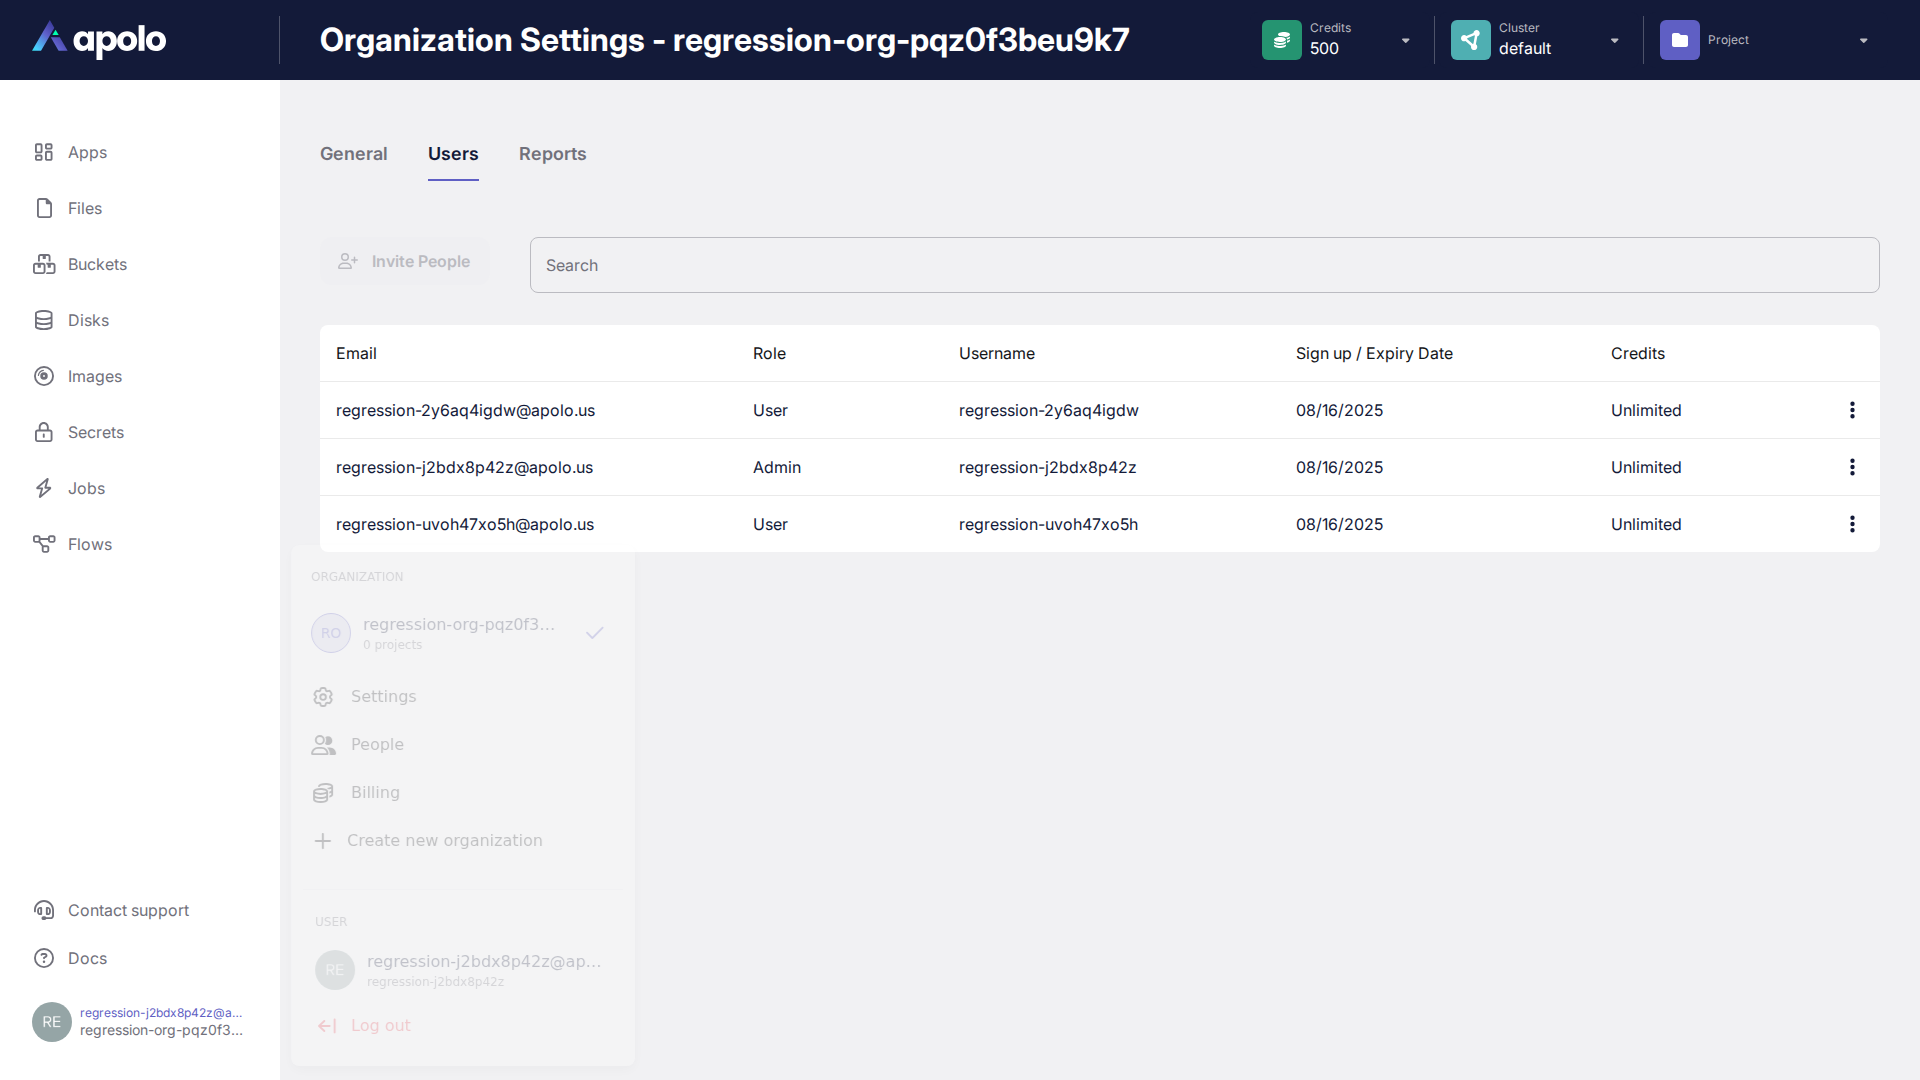 apolo
Organization Settings - regression-org-pqz0f3beu9k7
Credits
500
Cluster
default
Project
Apps
Files
Buckets
Disks
Images
Secrets
Jobs
Flows
Contact support
Docs
RE
regression-j2bdx8p42z@a...
regression-org-pqz0f3...
General
Users
Reports
Invite People
Search
Email
Role
Username
Sign up / Expiry Date
Credits
regression-2y6aq4igdw@apolo.us
User
regression-2y6aq4igdw
08/16/2025
Unlimited
regression-j2bdx8p42z@apolo.us
Admin
regression-j2bdx8p42z
08/16/2025
Unlimited
regression-uvoh47xo5h@apolo.us
User
regression-uvoh47xo5h
08/16/2025
Unlimited
ORGANIZATION
RO
regression-org-pqz0f3...
0 projects
Settings
People
Billing
Create new organization
USER
RE
regression-j2bdx8p42z@ap...
regression-j2bdx8p42z
Log out